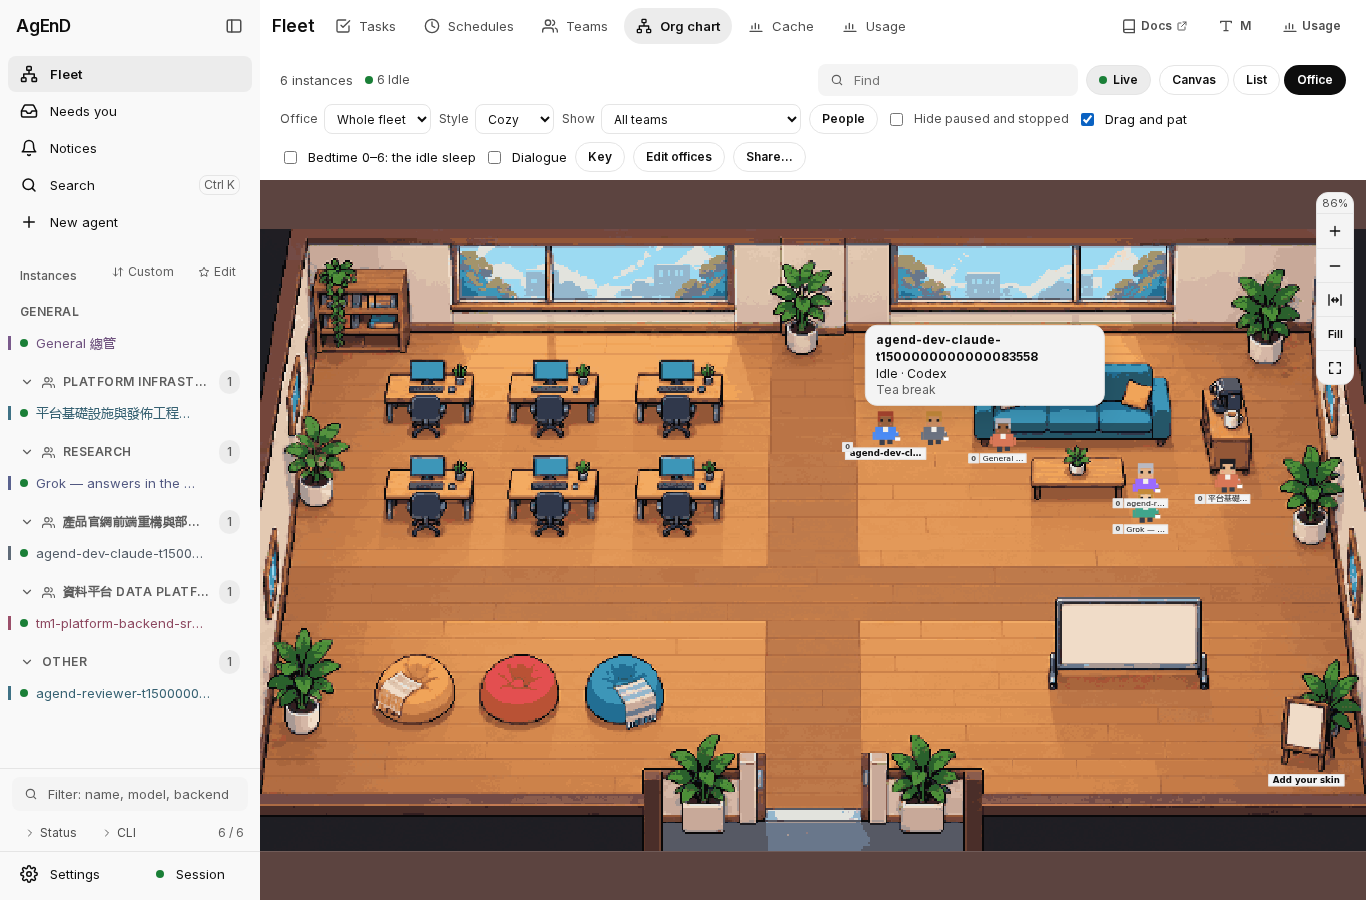 AgEnD
Fleet
Needs you
Notices
Search
Ctrl K
New agent
Instances
Custom
Edit
GENERAL
General 總管
PLATFORM INFRAST...
1
平台基礎設施與發佈工程...
RESEARCH
1
Grok — answers in the ...
產品官網前端重構與部...
1
agend-dev-claude-t1500...
資料平台 DATA PLATF...
1
tm1-platform-backend-sr...
OTHER
1
agend-reviewer-t1500000...
Filter: name, model, backend
Status
CLI
6 / 6
Settings
Session
Fleet
Tasks
Schedules
Teams
Org chart
Cache
Usage
Docs
M
Usage
6 instances
6 Idle
Find
Live
Canvas
List
Office
Office
Whole fleet
Style
Cozy
Show
All teams
People
Hide paused and stopped
Drag and pat
Bedtime 0–6: the idle sleep
Dialogue
Key
Edit offices
Share...
86%
Fill
agend-dev-claude-
t1500000000000083558
Idle · Codex
Tea break
0
agend-dev-cl...
0 General ...
0 agend-r...
0 Grok — ...
0 平台基礎...
Add your skin